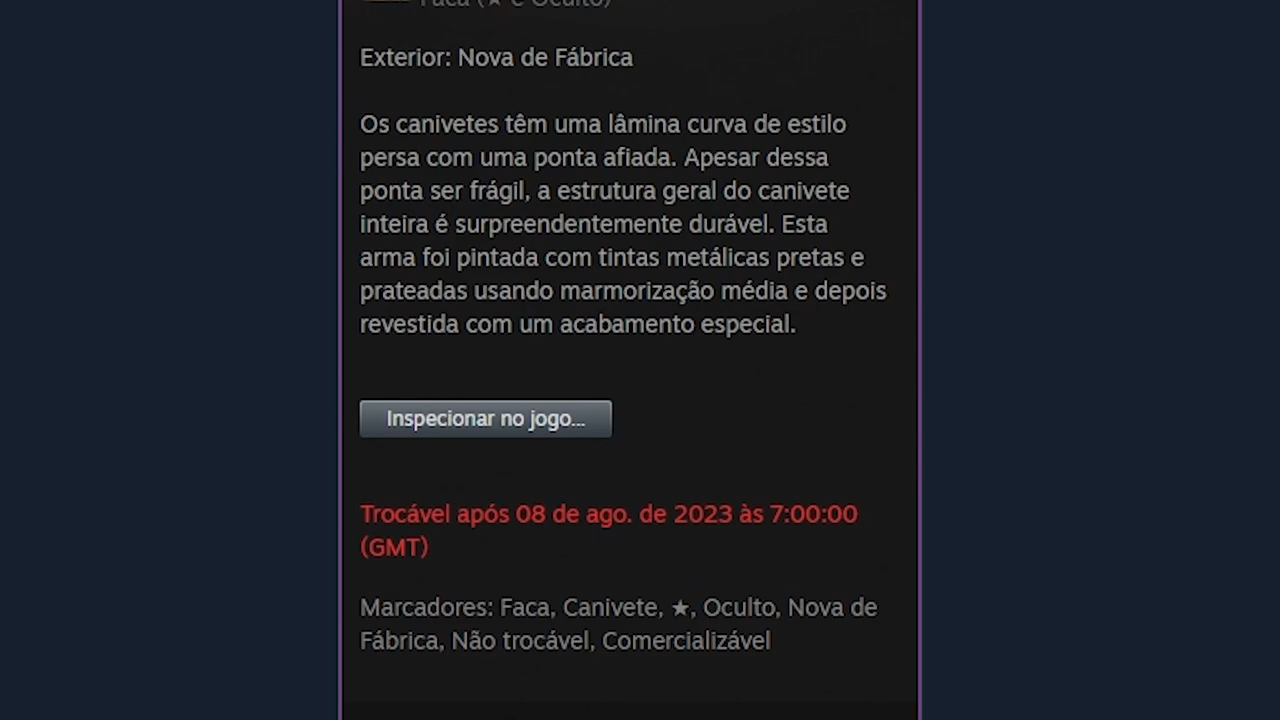 Faca (★ e Oculto)
Exterior: Nova de Fábrica
Os canivetes têm uma lâmina curva de estilo
persa com uma ponta afiada. Apesar dessa
ponta ser frágil, a estrutura geral do canivete
inteira é surpreendentemente durável. Esta
arma foi pintada com tintas metálicas pretas e
prateadas usando marmorização média e depois
revestida com um acabamento especial.
Inspecionar no jogo...
Trocável após 08 de ago. de 2023 às 7:00:00
(GMT)
Marcadores: Faca, Canivete, ★, Oculto, Nova de
Fábrica, Não trocável, Comercializável